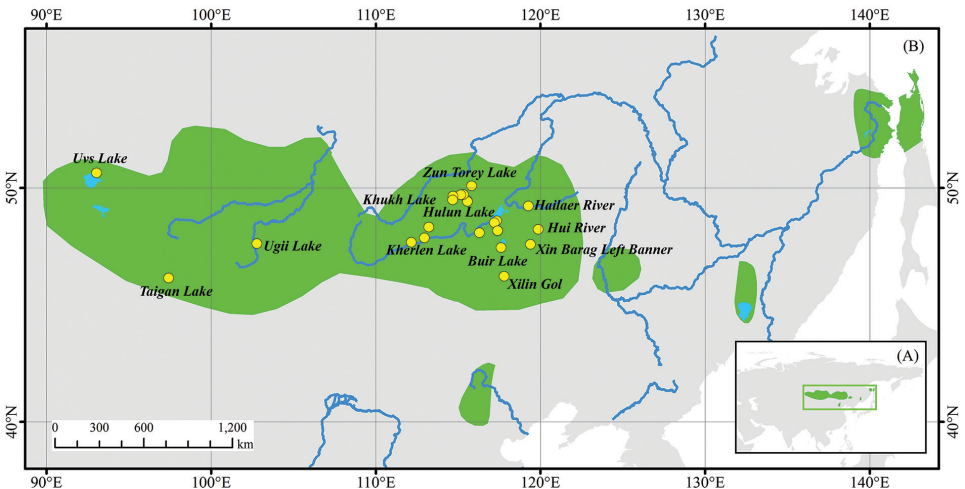 90°E 100°E 110°E 120°E 130°E 140°E
(B)
Uvs Lake
Zun Torey Lake
50°N 50°N
Khukh Lake
Hailaer River
Hulun Lake
Hui River
Ugii Lake
Kherlen Lake
Xin Barag Left Banner
Buir Lake
Taigan Lake
Xilin Gol
(A)
40°N 40°N
0 300 600 1,200
km
90°E 100°E 110°E 120°E 130°E 140°E